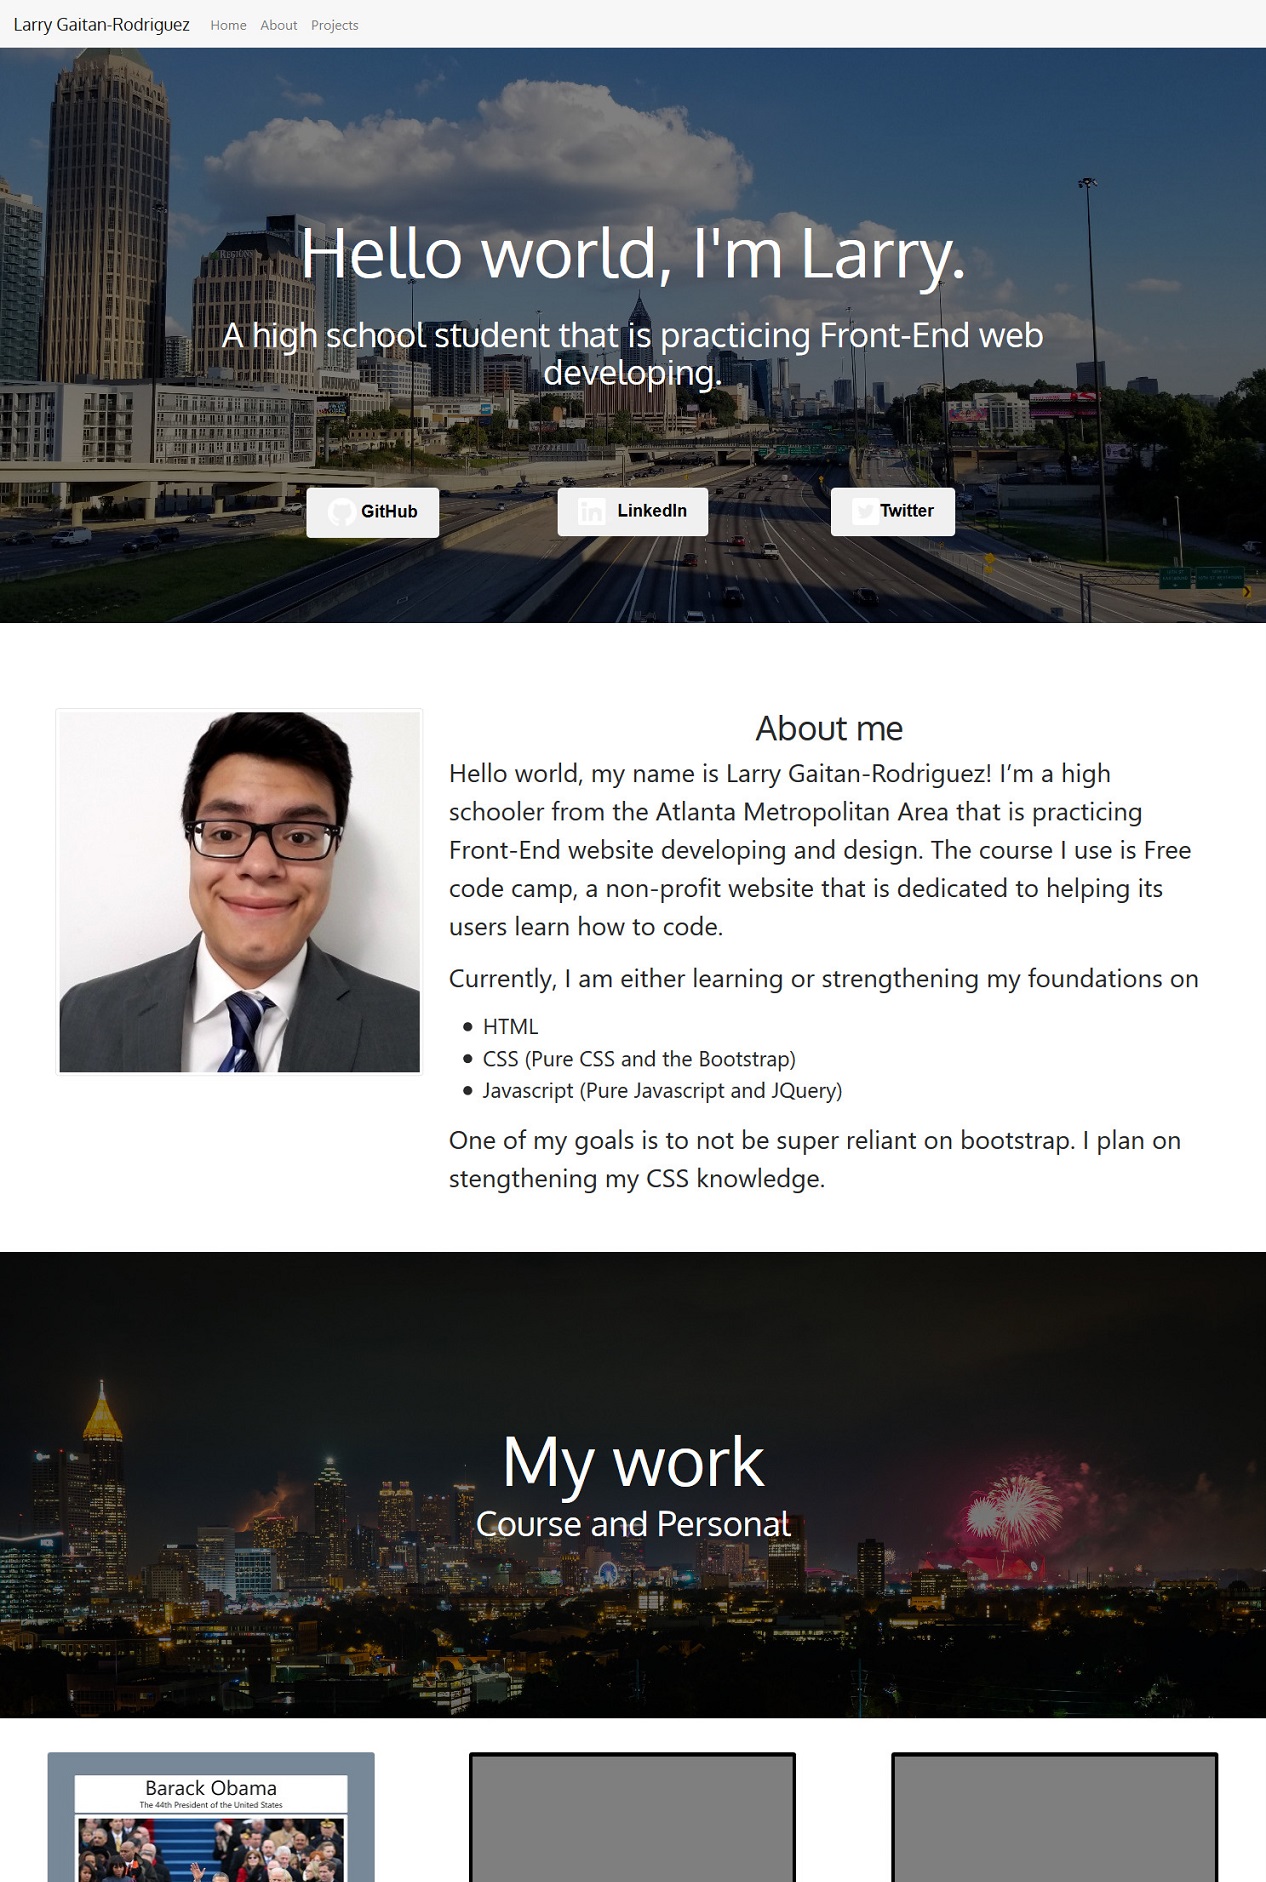 Larry Gaitan-Rodriguez Home About Projects
Hello world, I'm Larry.
A high school student that is practicing Front-End web
developing.
GitHub
LinkedIn
Twitter
About me
Hello world, my name is Larry Gaitan-Rodriguez! I’m a high
schooler from the Atlanta Metropolitan Area that is practicing
Front-End website developing and design. The course I use is Free
code camp, a non-profit website that is dedicated to helping its
users learn how to code.
Currently, I am either learning or strengthening my foundations on
• HTML
• CSS (Pure CSS and the Bootstrap)
• Javascript (Pure Javascript and JQuery)
One of my goals is to not be super reliant on bootstrap. I plan on
stengthening my CSS knowledge.
My work
Course and Personal
Barack Obama
The 44th President of the United States